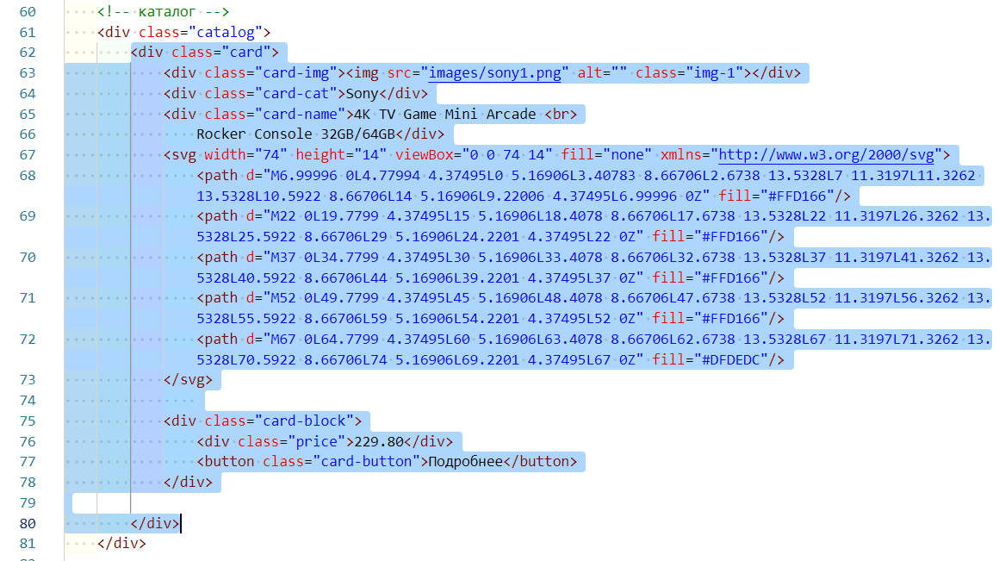 60 <!-- каталог -->
61 <div class="catalog">
62 <div class="card">
63 <div class="card-img"><img src="images/sony1.png" alt="" class="img-1"></div>
64 <div class="card-cat">Sony</div>
65 <div class="card-name">4K TV Game Mini Arcade <br>
66 Rocker Console 32GB/64GB</div>
67 <svg width="74" height="14" viewBox="0 0 74 14" fill="none" xmlns="http://www.w3.org/2000/svg">
68 <path d="M6.99996 0L4.77994 4.37495L0 5.16906L3.40783 8.66706L2.6738 13.5328L7 11.3197L11.3262
13.5328L10.5922 8.66706L14 5.16906L9.22006 4.37495L6.99996 0Z" fill="#FFD166"/>
69 <path d="M22 0L19.7799 4.37495L15 5.16906L18.4078 8.66706L17.6738 13.5328L22 11.3197L26.3262 13.
5328L25.5922 8.66706L29 5.16906L24.2201 4.37495L22 0Z" fill="#FFD166"/>
70 <path d="M37 0L34.7799 4.37495L30 5.16906L33.4078 8.66706L32.6738 13.5328L37 11.3197L41.3262 13.
5328L40.5922 8.66706L44 5.16906L39.2201 4.37495L37 0Z" fill="#FFD166"/>
71 <path d="M52 0L49.7799 4.37495L45 5.16906L48.4078 8.66706L47.6738 13.5328L52 11.3197L56.3262 13.
5328L55.5922 8.66706L59 5.16906L54.2201 4.37495L52 0Z" fill="#FFD166"/>
72 <path d="M67 0L64.7799 4.37495L60 5.16906L63.4078 8.66706L62.6738 13.5328L67 11.3197L71.3262 13.
5328L70.5922 8.66706L74 5.16906L69.2201 4.37495L67 0Z" fill="#DFDEDC"/>
73 </svg>
74
75 <div class="card-block">
76 <div class="price">229.80</div>
77 <button class="card-button">Подробнее</button>
78 </div>
79
80 </div>
81 </div>